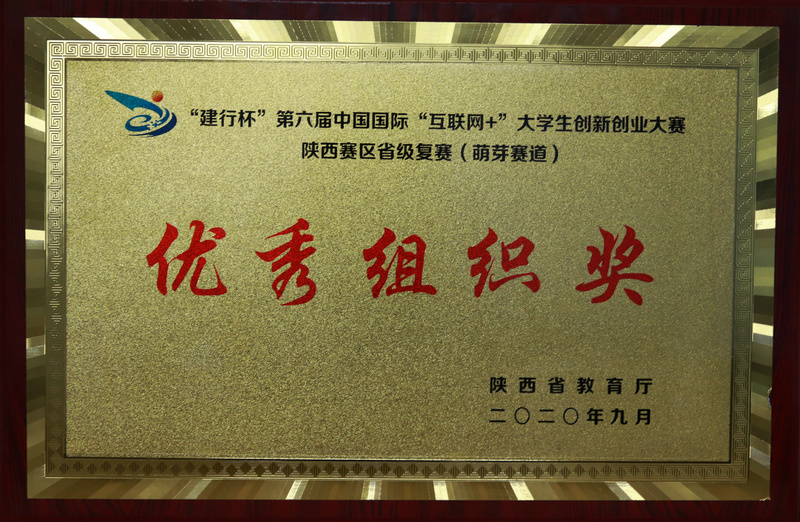 “建行杯”第六届中国国际“互联网+”大学生创新创业大赛
陕西赛区省级复赛（萌芽赛道）
优秀组织奖
陕西省教育厅
二〇二〇年九月